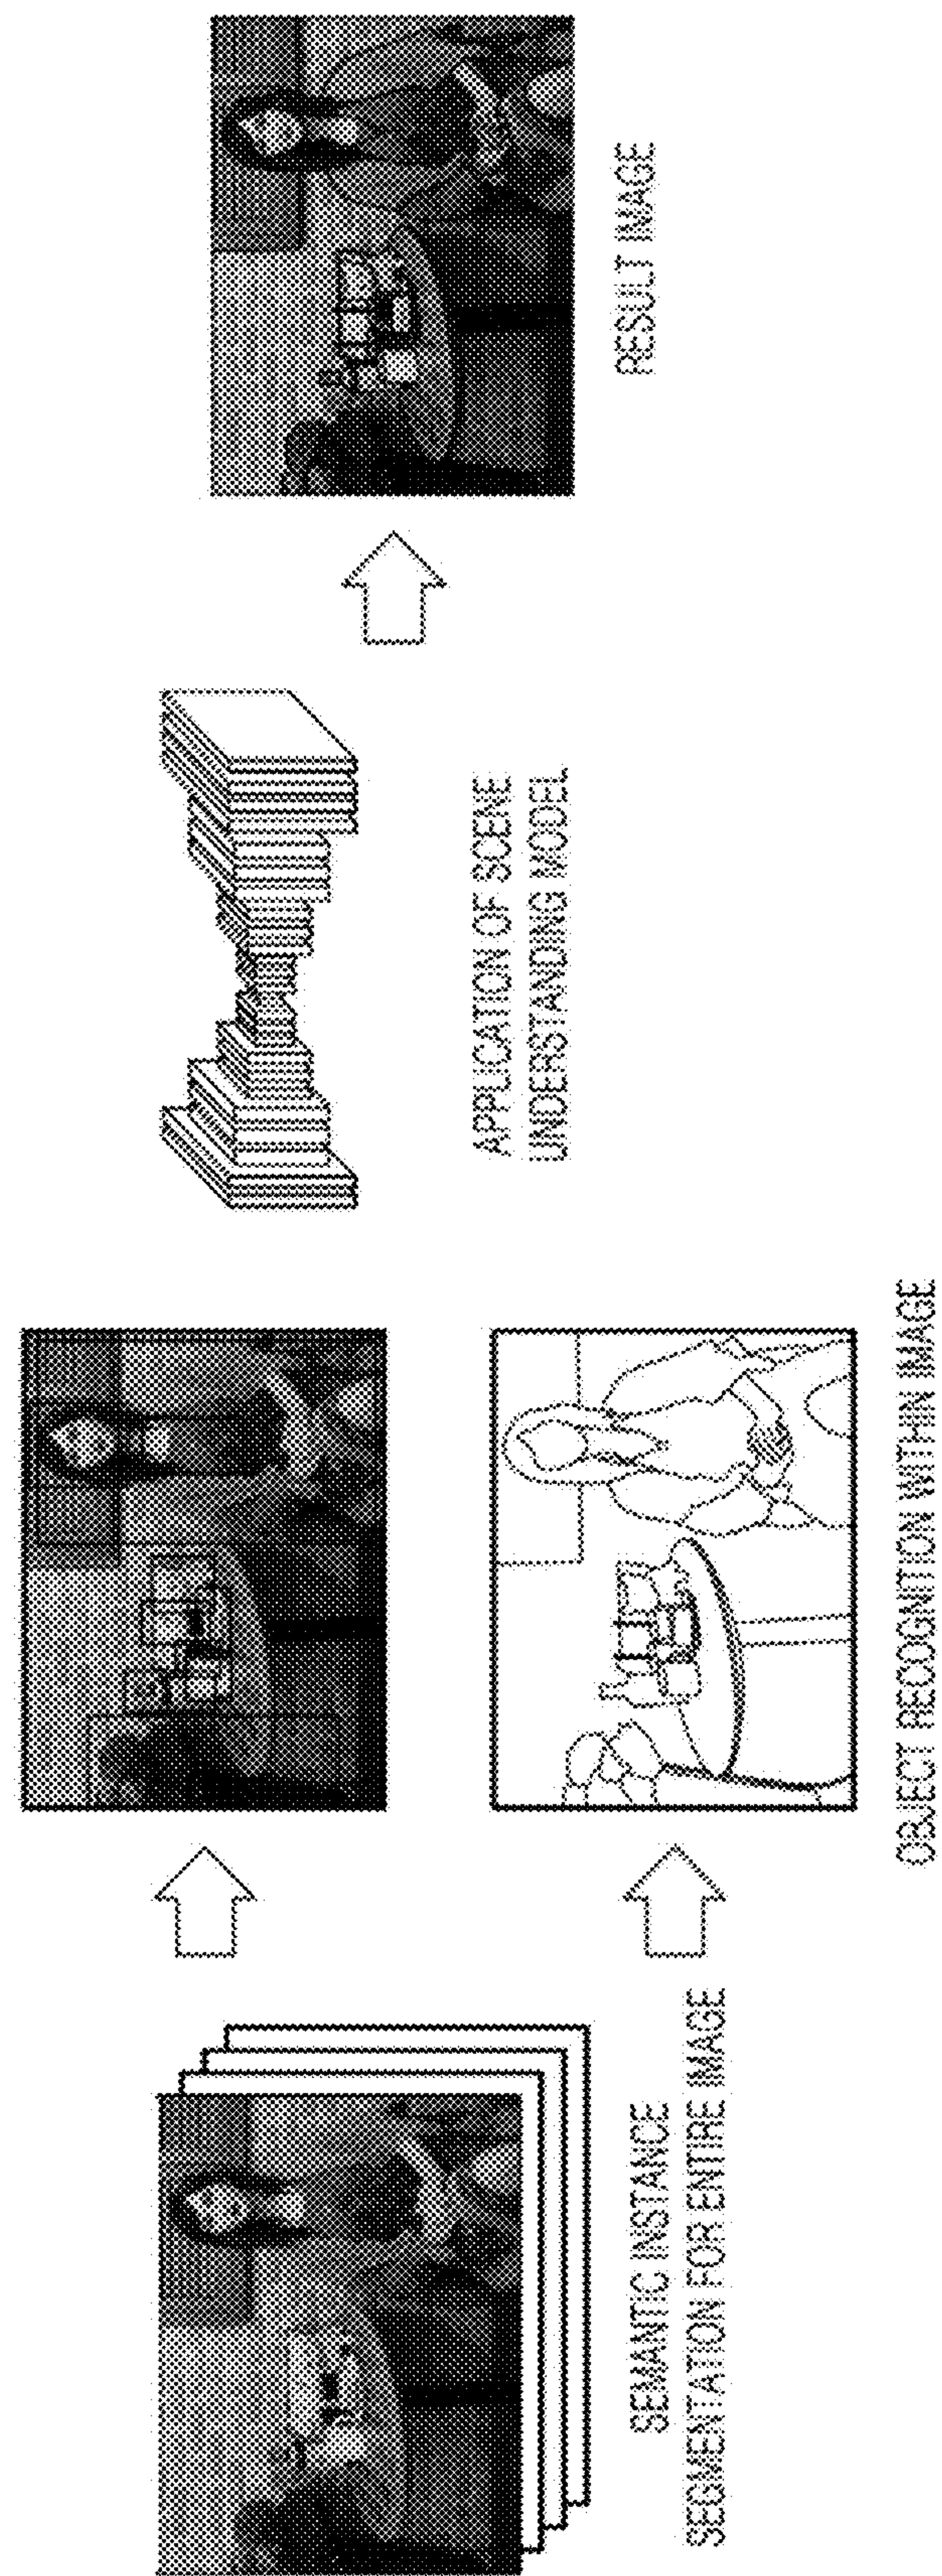 SEMANTIC INSTANCE
SEGMENTATION FOR ENTIRE IMAGE
OBJECT RECOGNITION WITHIN IMAGE
APPLICATION OF SCENE
UNDERSTANDING MODEL
RESULT IMAGE